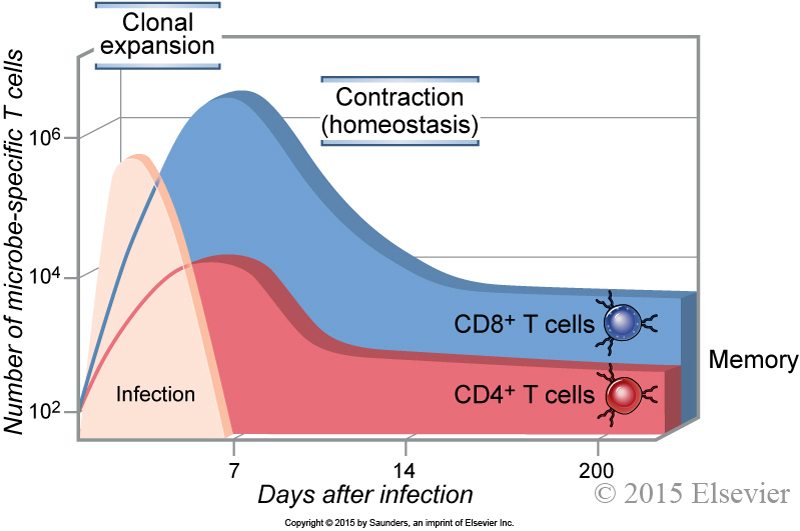 Clonal
expansion
Contraction
(homeostasis)
Number of microbe-specific T cells
10⁶
10⁴
10²
Infection
CD8⁺ T cells
CD4⁺ T cells
Memory
7
14
200
Days after infection
© 2015 Elsevier
Copyright © 2015 by Saunders, an imprint of Elsevier Inc.